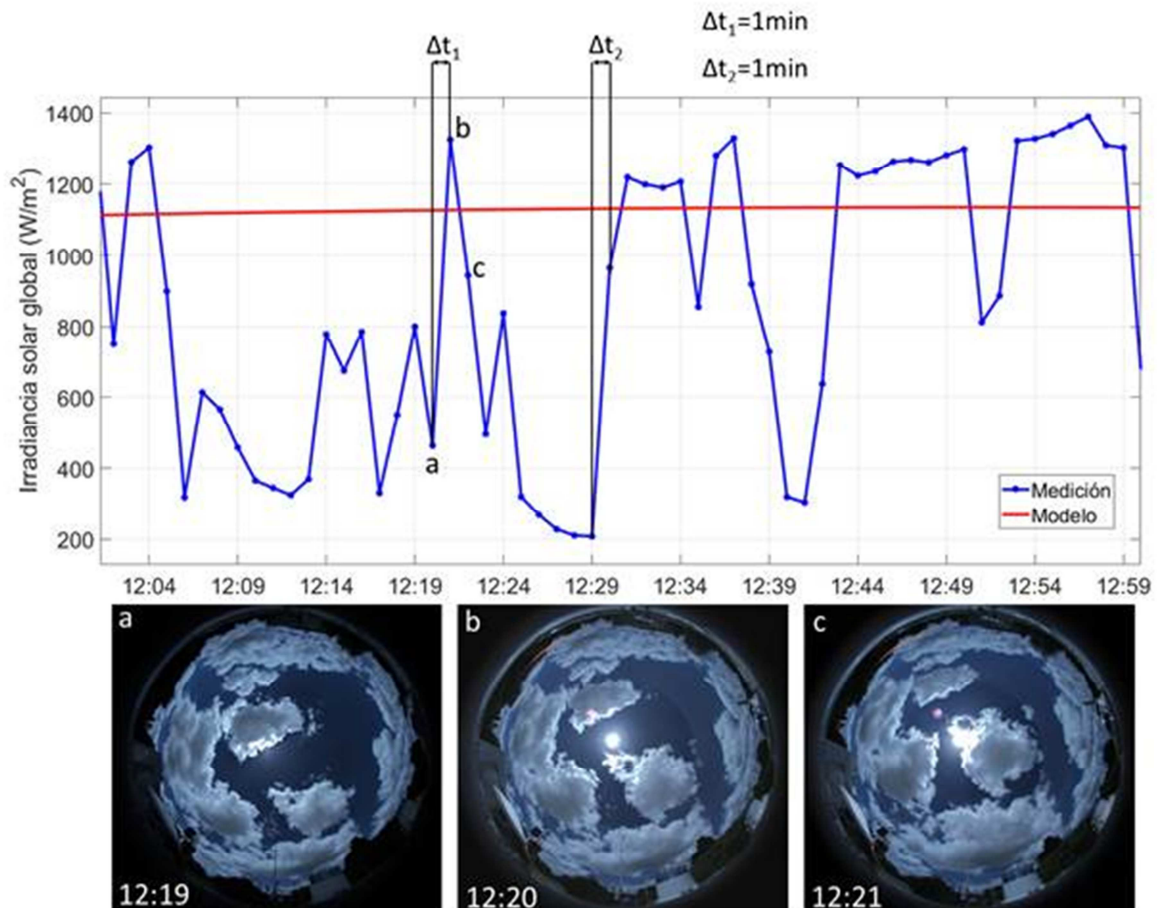 Δt₁=1min
Δt₁ Δt₂
Δt₂=1min
Irradiancia solar global (W/m²)
1400
b
1200
1000
c
800
600
400
a
200
Medición
Modelo
12:04 12:09 12:14 12:19 12:24 12:29 12:34 12:39 12:44 12:49 12:54 12:59
a b c
12:19 12:20 12:21